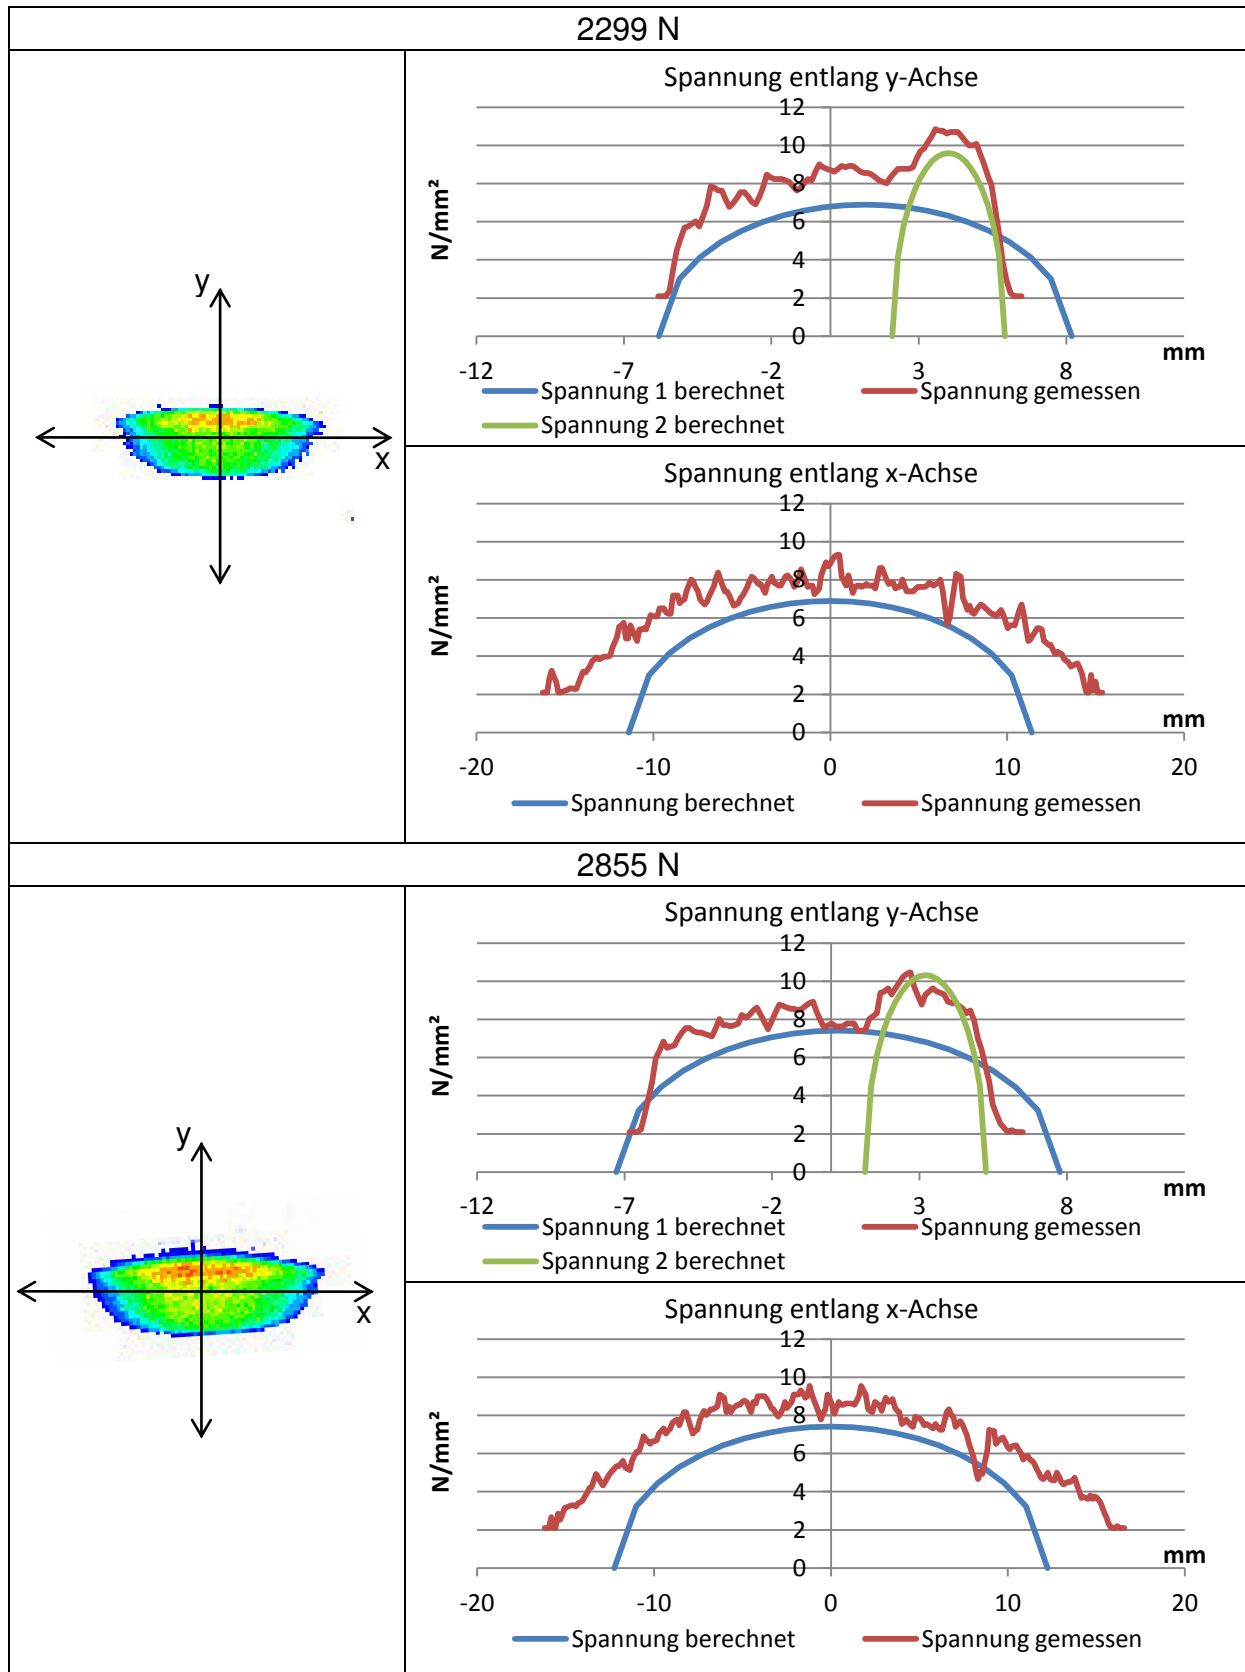 2299 N
y
x
Spannung entlang y-Achse
12
10
8
6
4
2
0
N/mm²
-12
-7
-2
3
8
mm
Spannung 1 berechnet
Spannung gemessen
Spannung 2 berechnet
Spannung entlang x-Achse
12
10
8
6
4
2
0
N/mm²
mm
-20
-10
0
10
20
Spannung berechnet
Spannung gemessen
2855 N
y
x
Spannung entlang y-Achse
12
10
8
6
4
2
0
N/mm²
mm
-12
-7
-2
3
8
Spannung 1 berechnet
Spannung gemessen
Spannung 2 berechnet
Spannung entlang x-Achse
12
10
8
6
4
2
0
N/mm²
mm
-20
-10
0
10
20
Spannung berechnet
Spannung gemessen